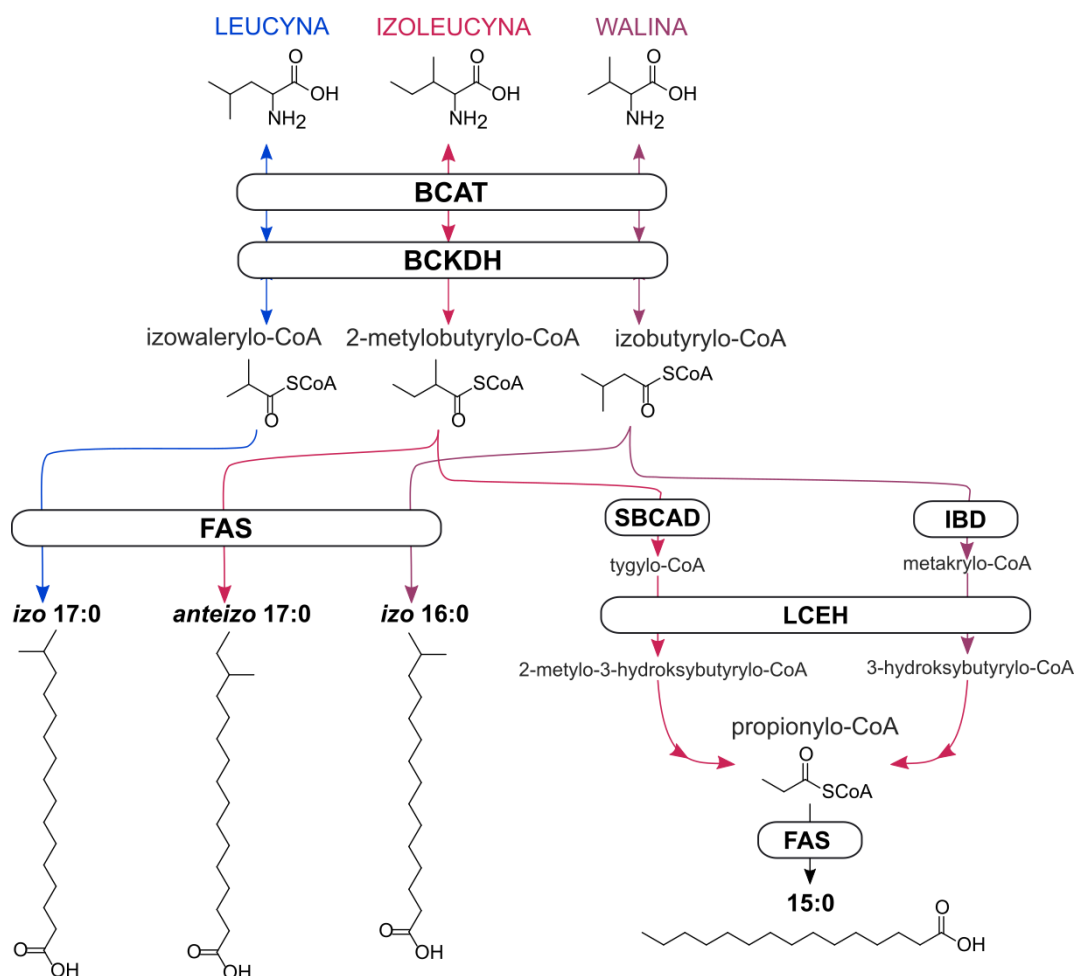 LEUCYNA IZOLEUCYNA WALINA
O O O
OH OH OH
NH2 NH2 NH2
BCAT
BCKDH
izowalerylo-CoA 2-metylobutyrylo-CoA izobutyrylo-CoA
SCoA SCoA SCoA
O O O
FAS SBCAD IBD
tyglylo-CoA metakrylo-CoA
izo 17:0 anteizo 17:0 izo 16:0 LCEH
2-metylo-3-hydroksybutyrylo-CoA 3-hydroksybutyrylo-CoA
propionylo-CoA
O
SCoA
FAS
15:0
O
OH
O O O
OH OH OH